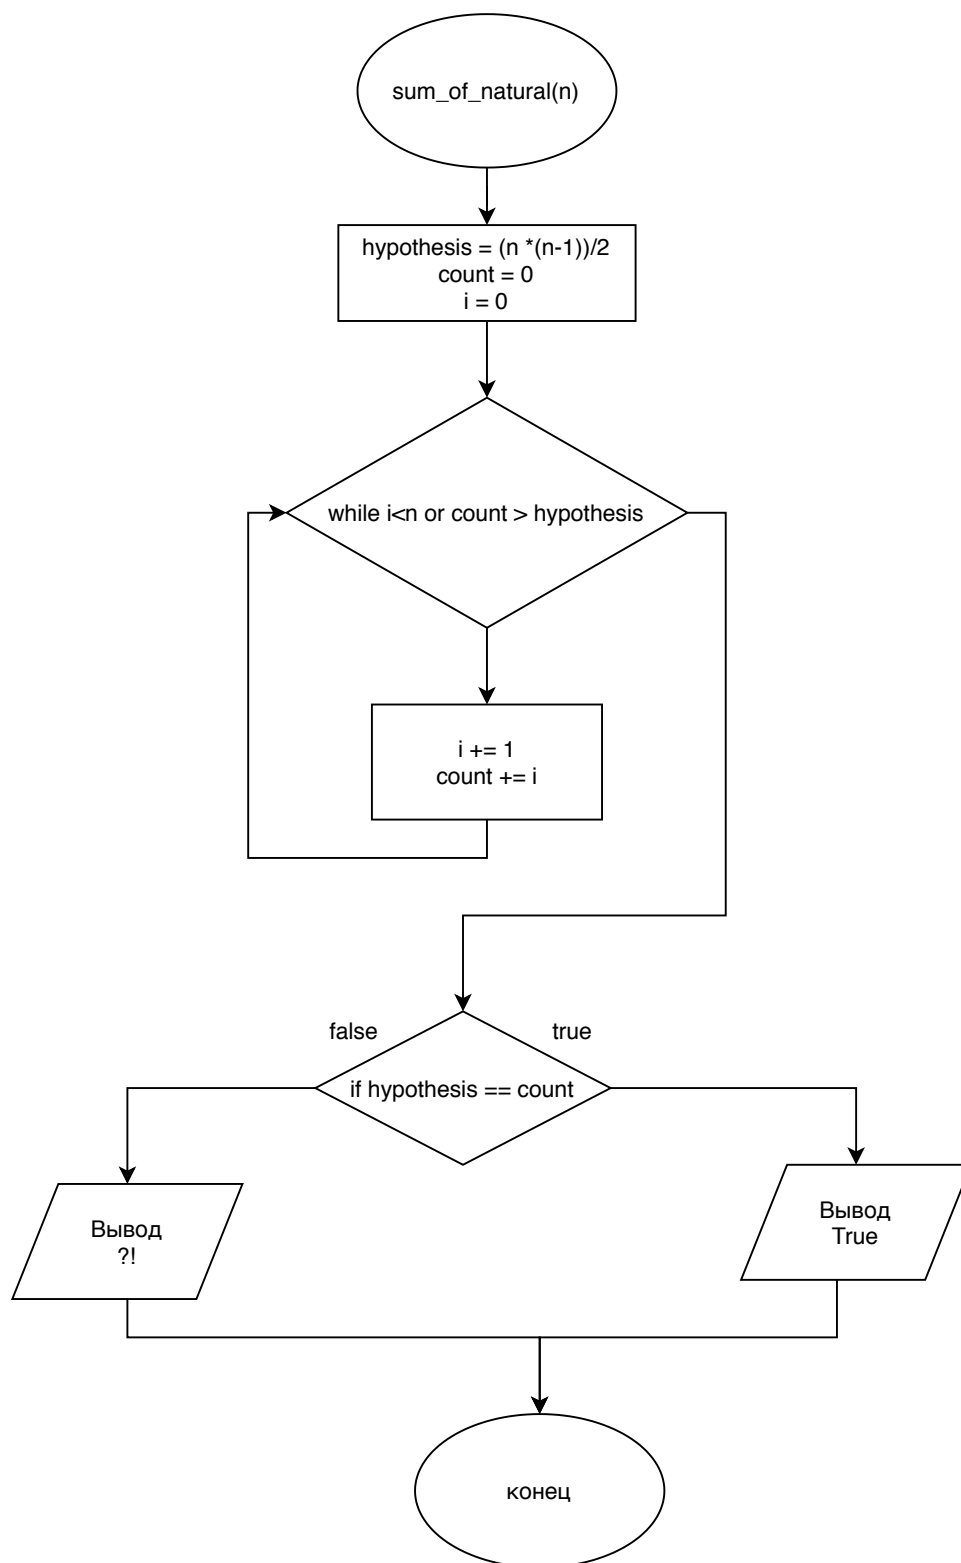 sum_of_natural(n)
hypothesis = (n *(n-1))/2
count = 0
i = 0
while i<n or count > hypothesis
i += 1
count += i
false
true
if hypothesis == count
Вывод
?!
Вывод
True
конец